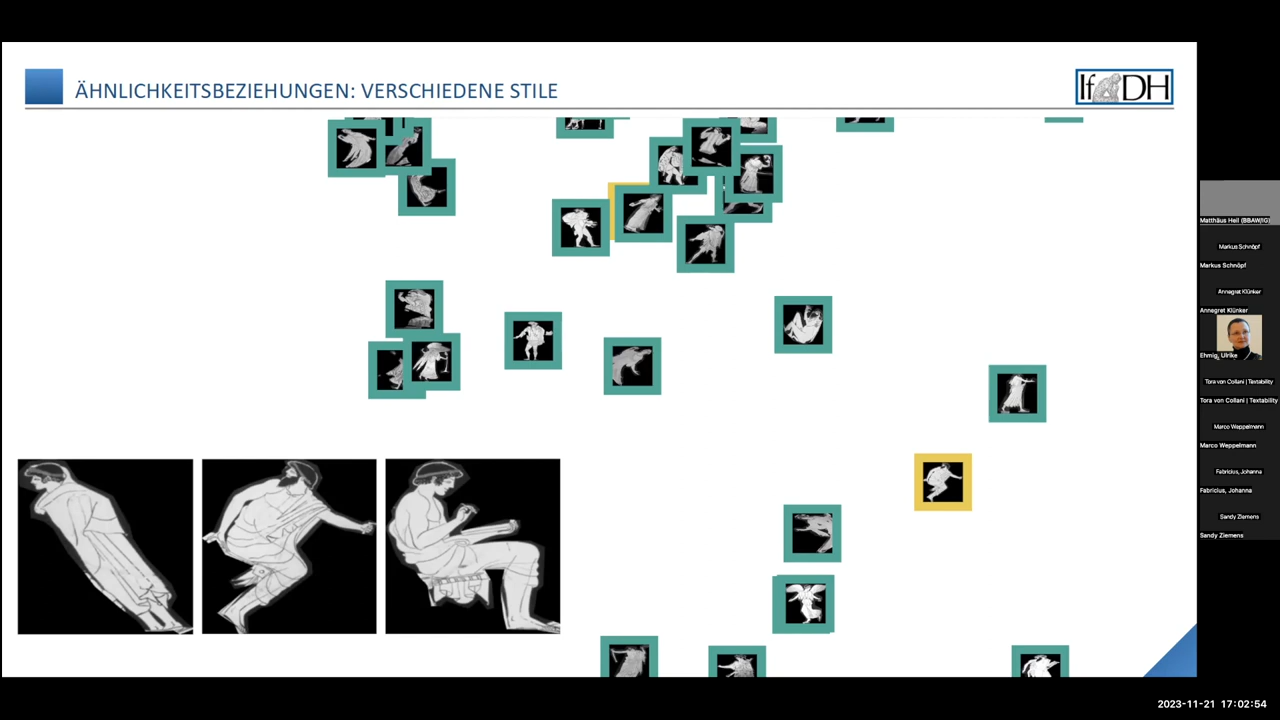 ÄHNLICHKEITSBEZIEHUNGEN: VERSCHIEDENE STILE
IfDH
Matthäus Heil (BBAW/IG)
Markus Schnöpf
Markus Schnöpf
Annegret Klünker
Annegret Klünker
Ehmig, Ulrike
Tora von Collani | Textability
Tora von Collani | Textability
Marco Weppelmann
Marco Weppelmann
Fabricius, Johanna
Fabricius, Johanna
Sandy Ziemens
Sandy Ziemens
2023-11-21 17:02:54